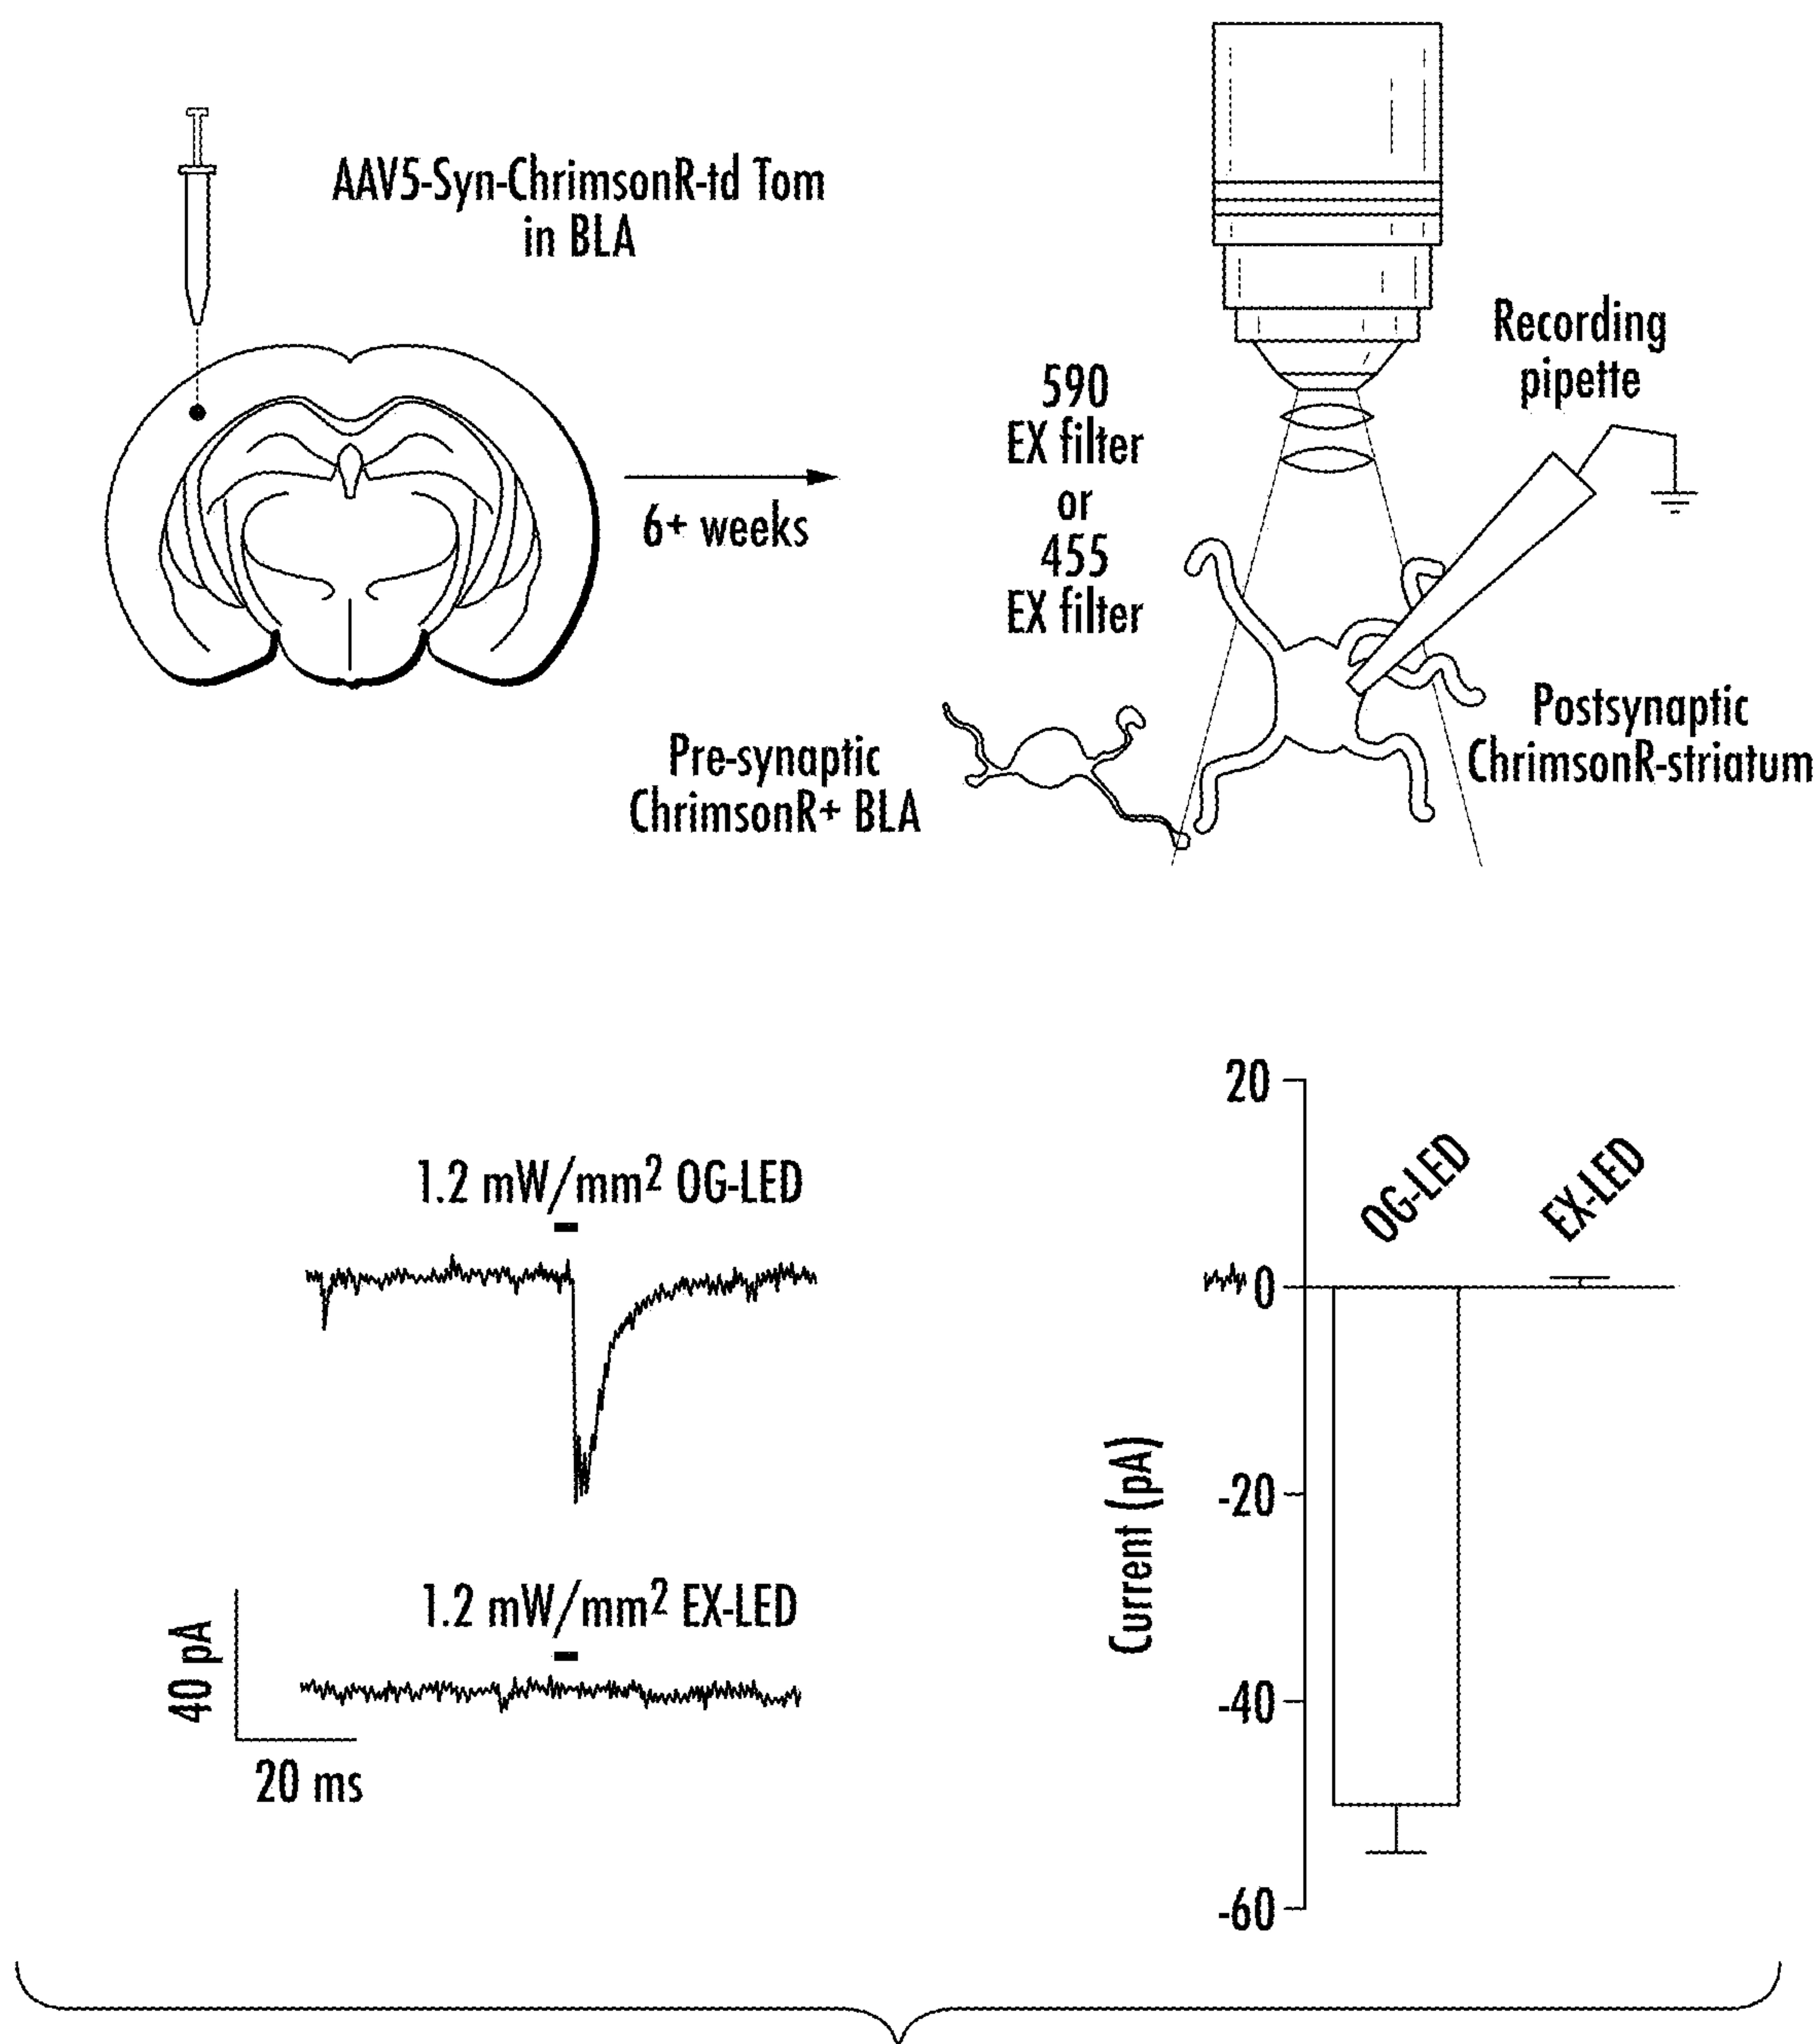 AAV5-Syn-ChrimsonR-td Tom
in BLA
6+ weeks
590
EX filter
or
455
EX filter
Recording
pipette
Pre-synaptic
ChrimsonR+ BLA
Postsynaptic
ChrimsonR-striatum
1.2 mW/mm² OG-LED
1.2 mW/mm² EX-LED
40 pA
20 ms
Current (pA)
20
0
-20
-40
-60
OG-LED
EX-LED